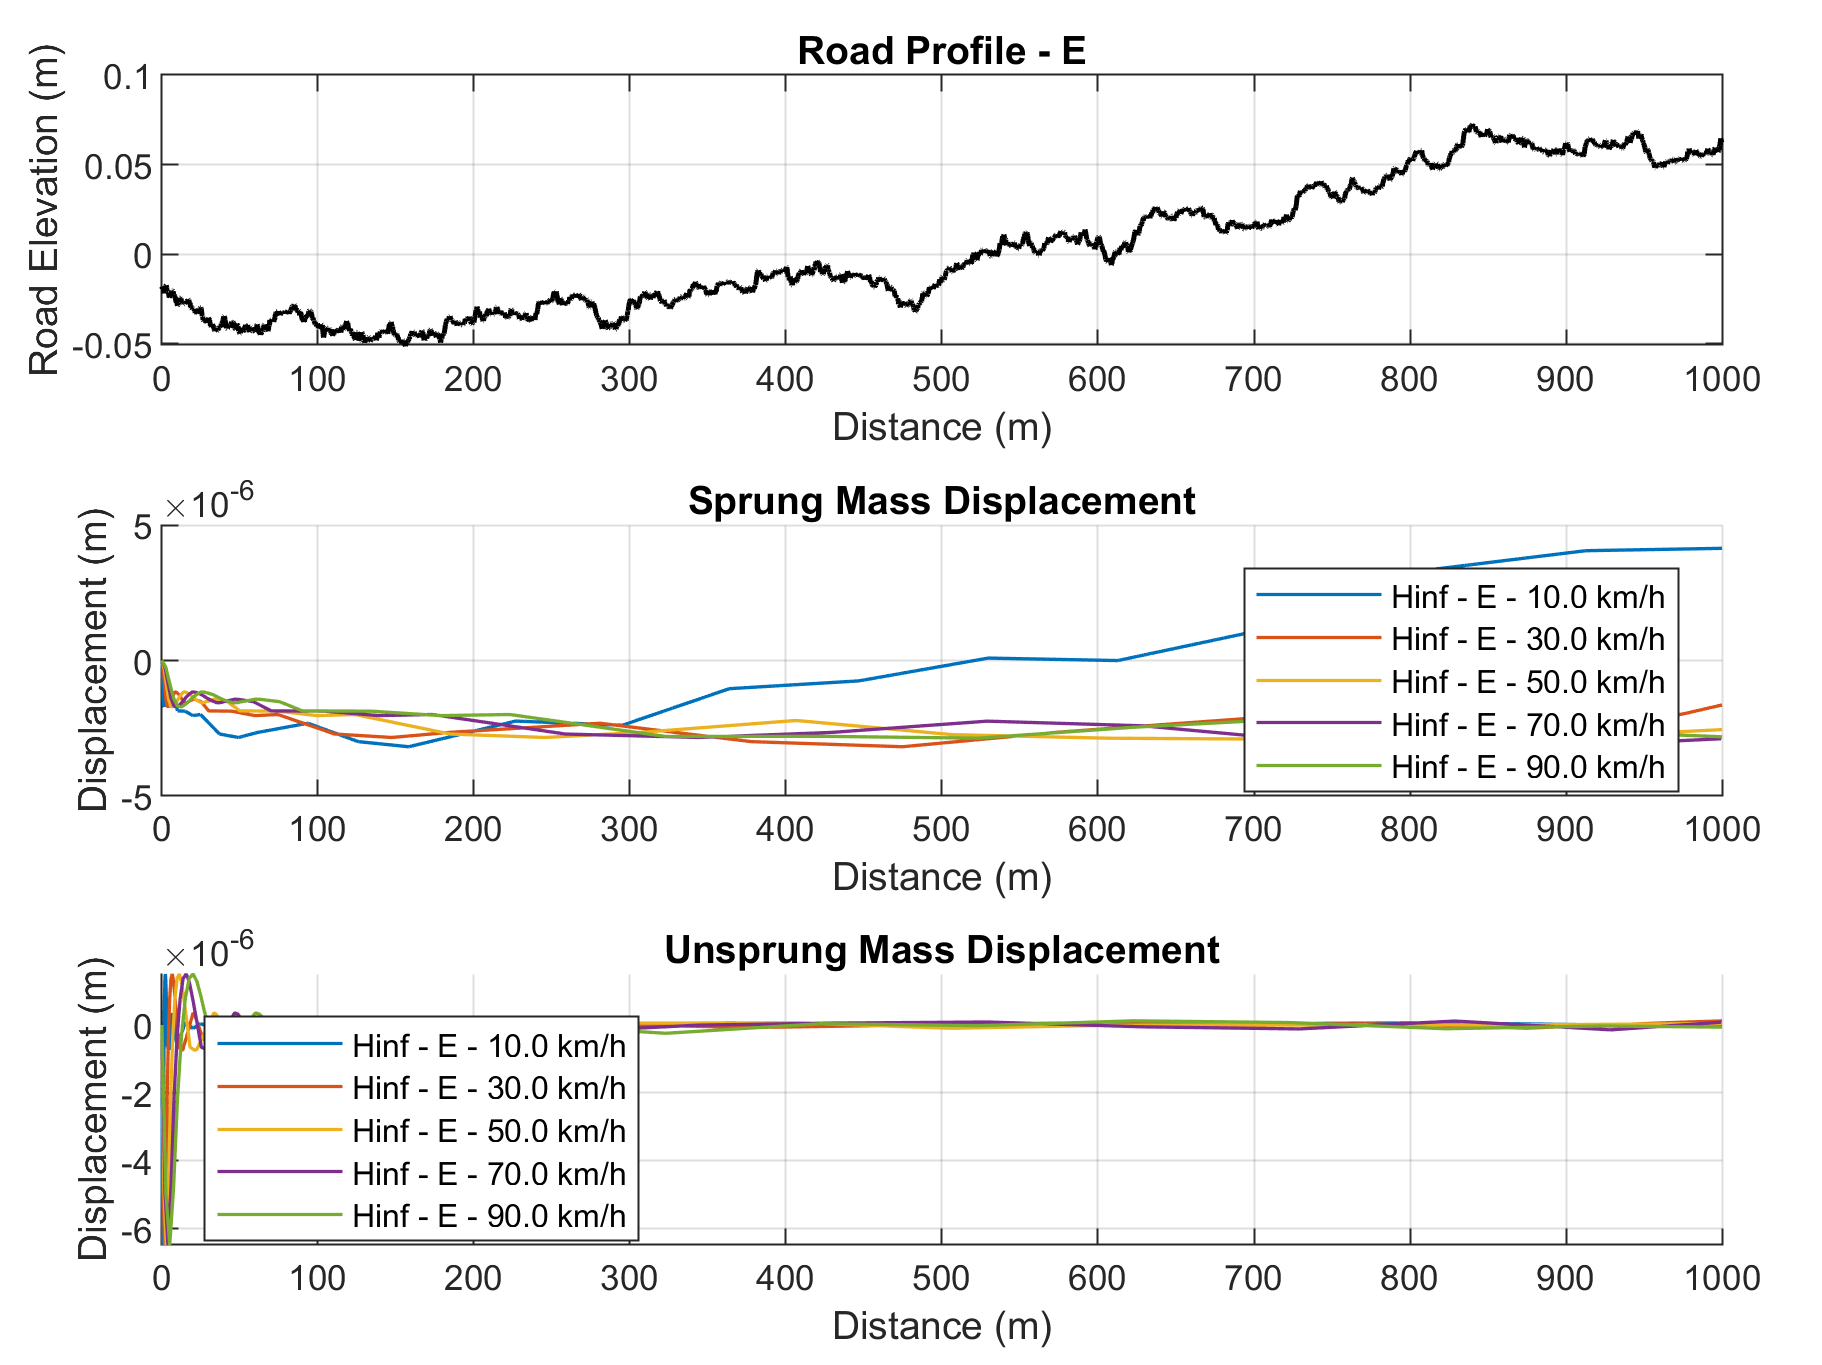 Road Profile - E
Road Elevation (m)
0.1
0.05
0
-0.05
0 100 200 300 400 500 600 700 800 900 1000
Distance (m)
×10-6
Sprung Mass Displacement
Displacement (m)
5
0
-5
Hinf - E - 10.0 km/h
Hinf - E - 30.0 km/h
Hinf - E - 50.0 km/h
Hinf - E - 70.0 km/h
Hinf - E - 90.0 km/h
0 100 200 300 400 500 600 700 800 900 1000
Distance (m)
×10-6
Unsprung Mass Displacement
Displacement (m)
0
-2
-4
-6
Hinf - E - 10.0 km/h
Hinf - E - 30.0 km/h
Hinf - E - 50.0 km/h
Hinf - E - 70.0 km/h
Hinf - E - 90.0 km/h
0 100 200 300 400 500 600 700 800 900 1000
Distance (m)